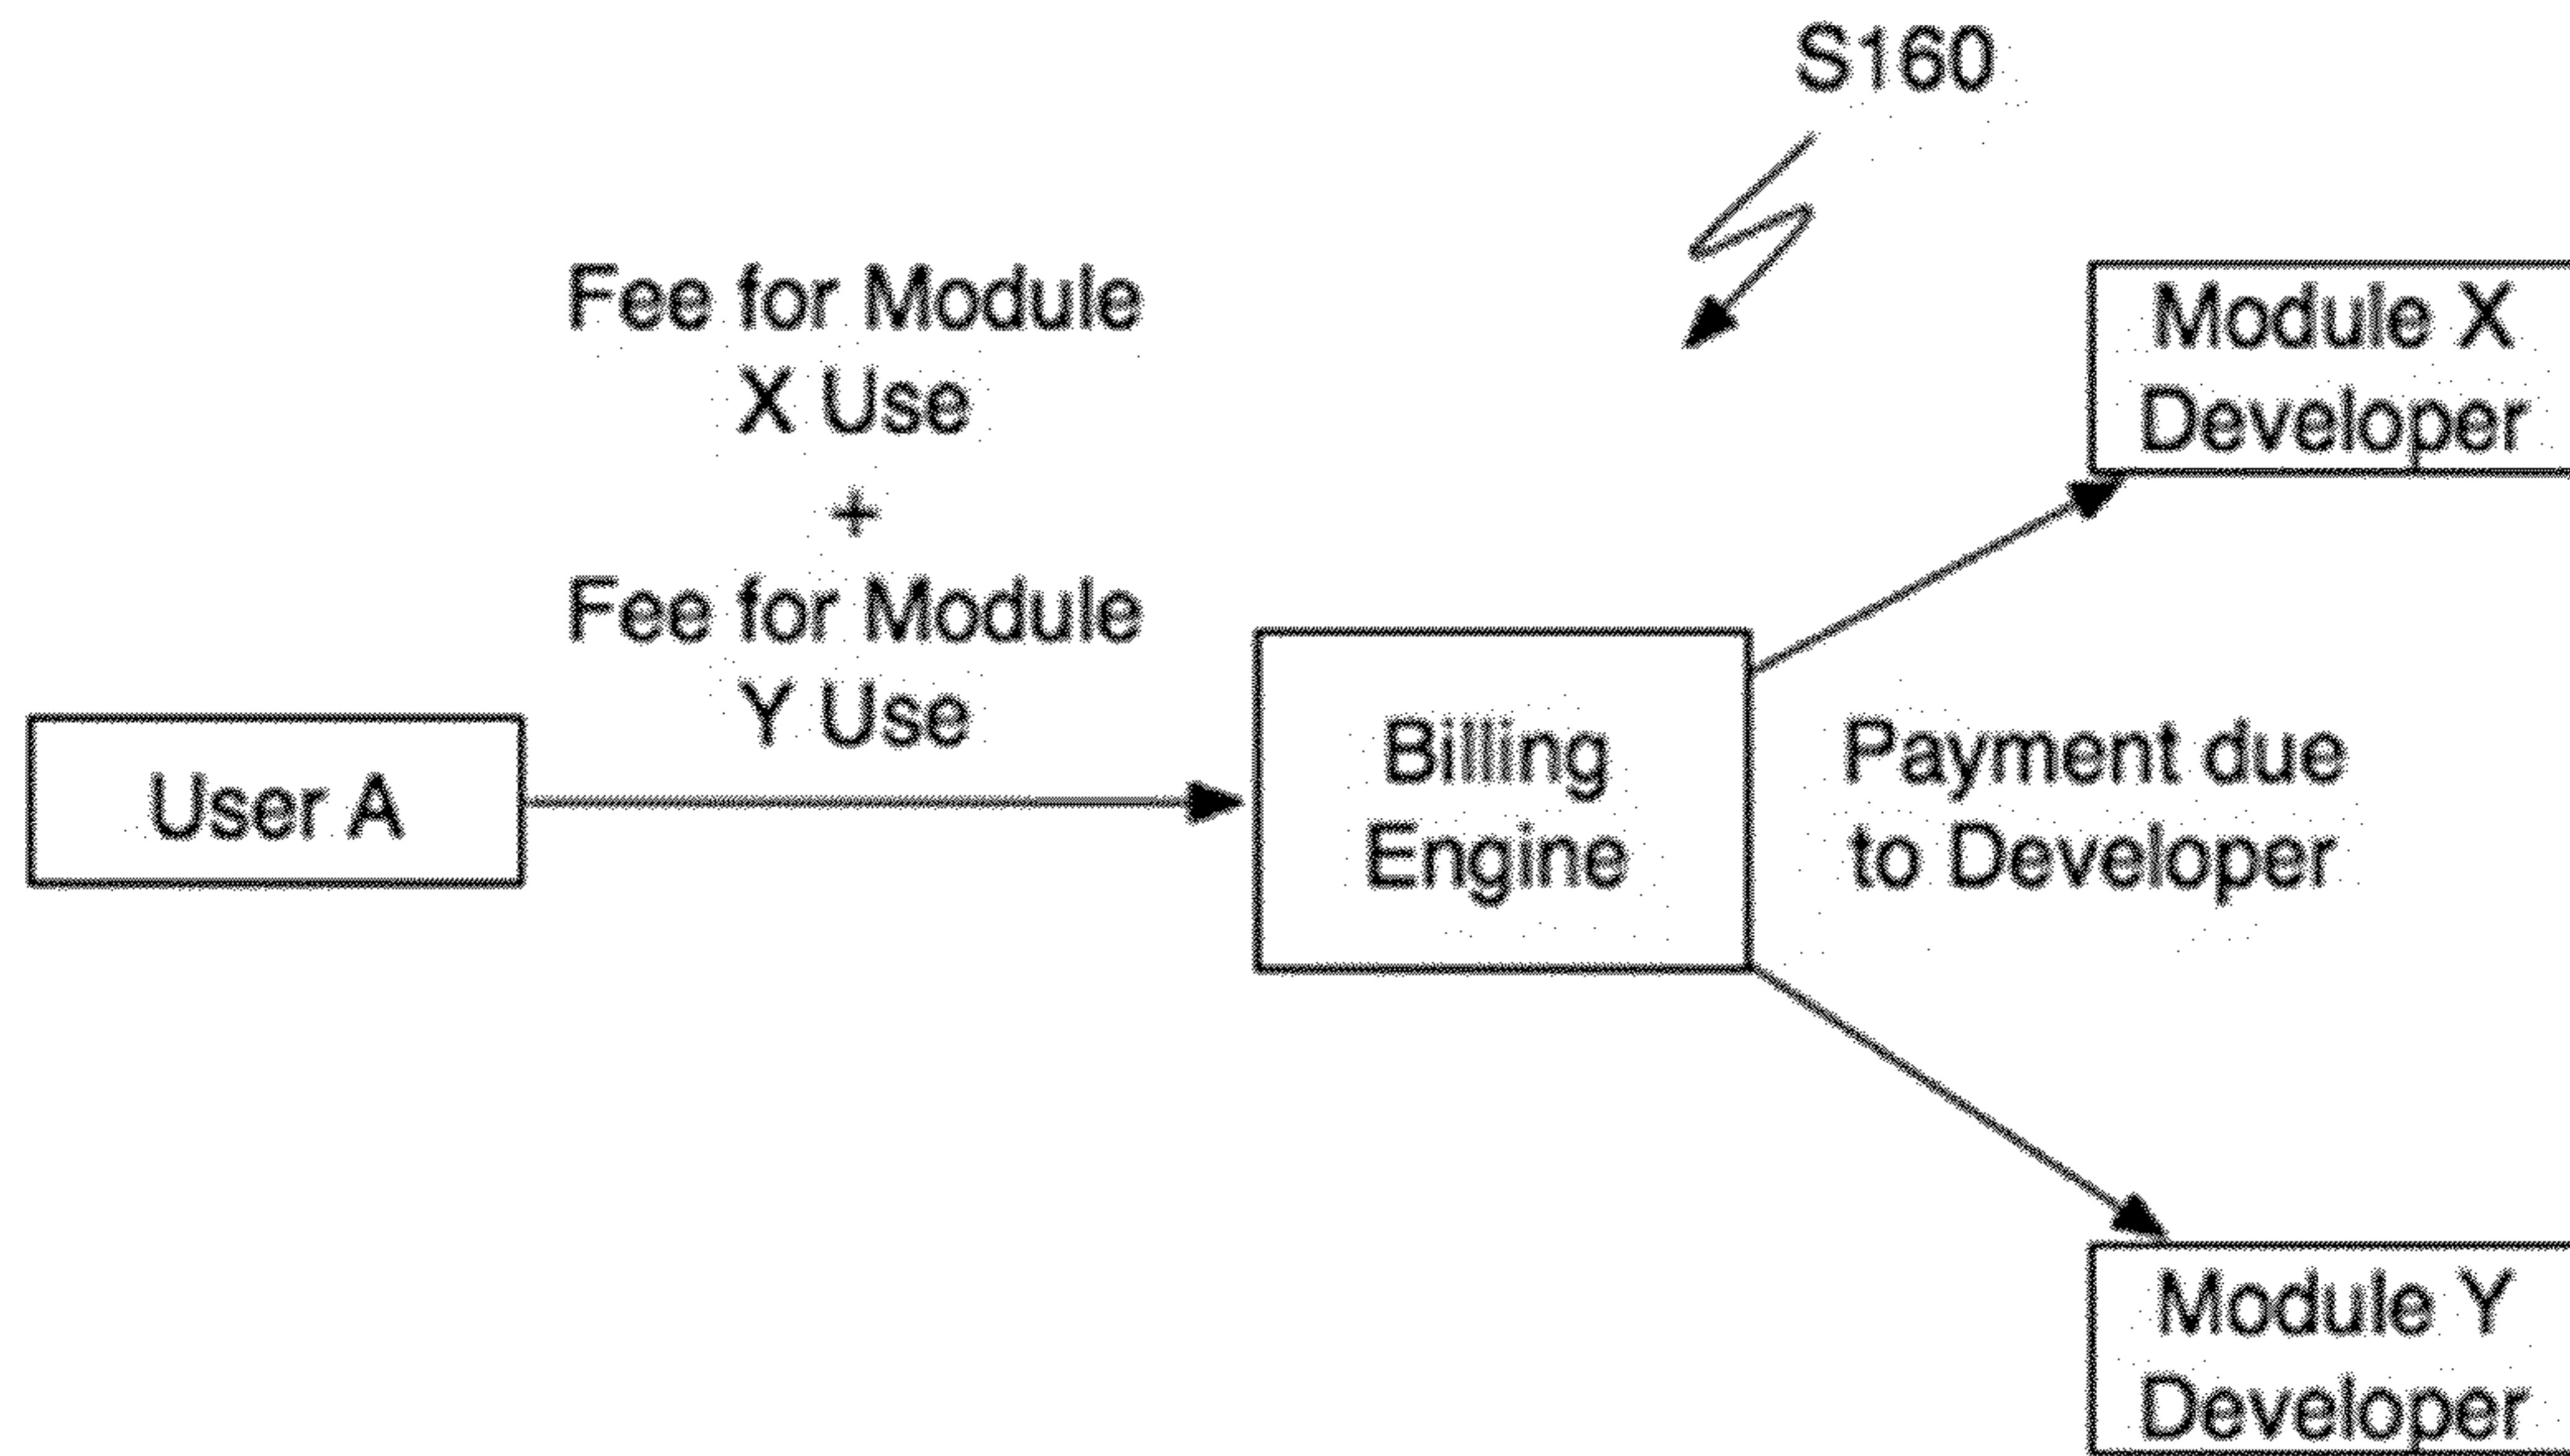 S160
Fee for Module
X Use
+
Fee for Module
Y Use
User A
Billing
Engine
Payment due
to Developer
Module X
Developer
Module Y
Developer